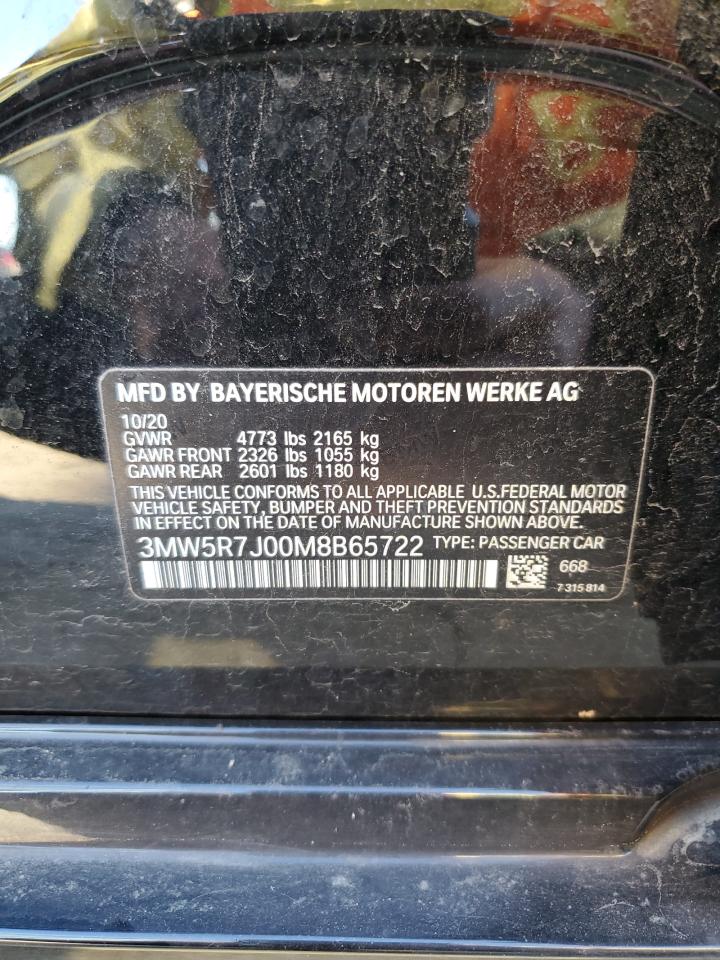 MFD BY BAYERISCHE MOTOREN WERKE AG
10/20
GVWR 4773 lbs 2165 kg
GAWR FRONT 2326 lbs 1055 kg
GAWR REAR 2601 lbs 1180 kg
THIS VEHICLE CONFORMS TO ALL APPLICABLE U.S.FEDERAL MOTOR
VEHICLE SAFETY, BUMPER AND THEFT PREVENTION STANDARDS
IN EFFECT ON THE DATE OF MANUFACTURE SHOWN ABOVE.
3MW5R7J00M8B65722 TYPE: PASSENGER CAR
668
7 315 814